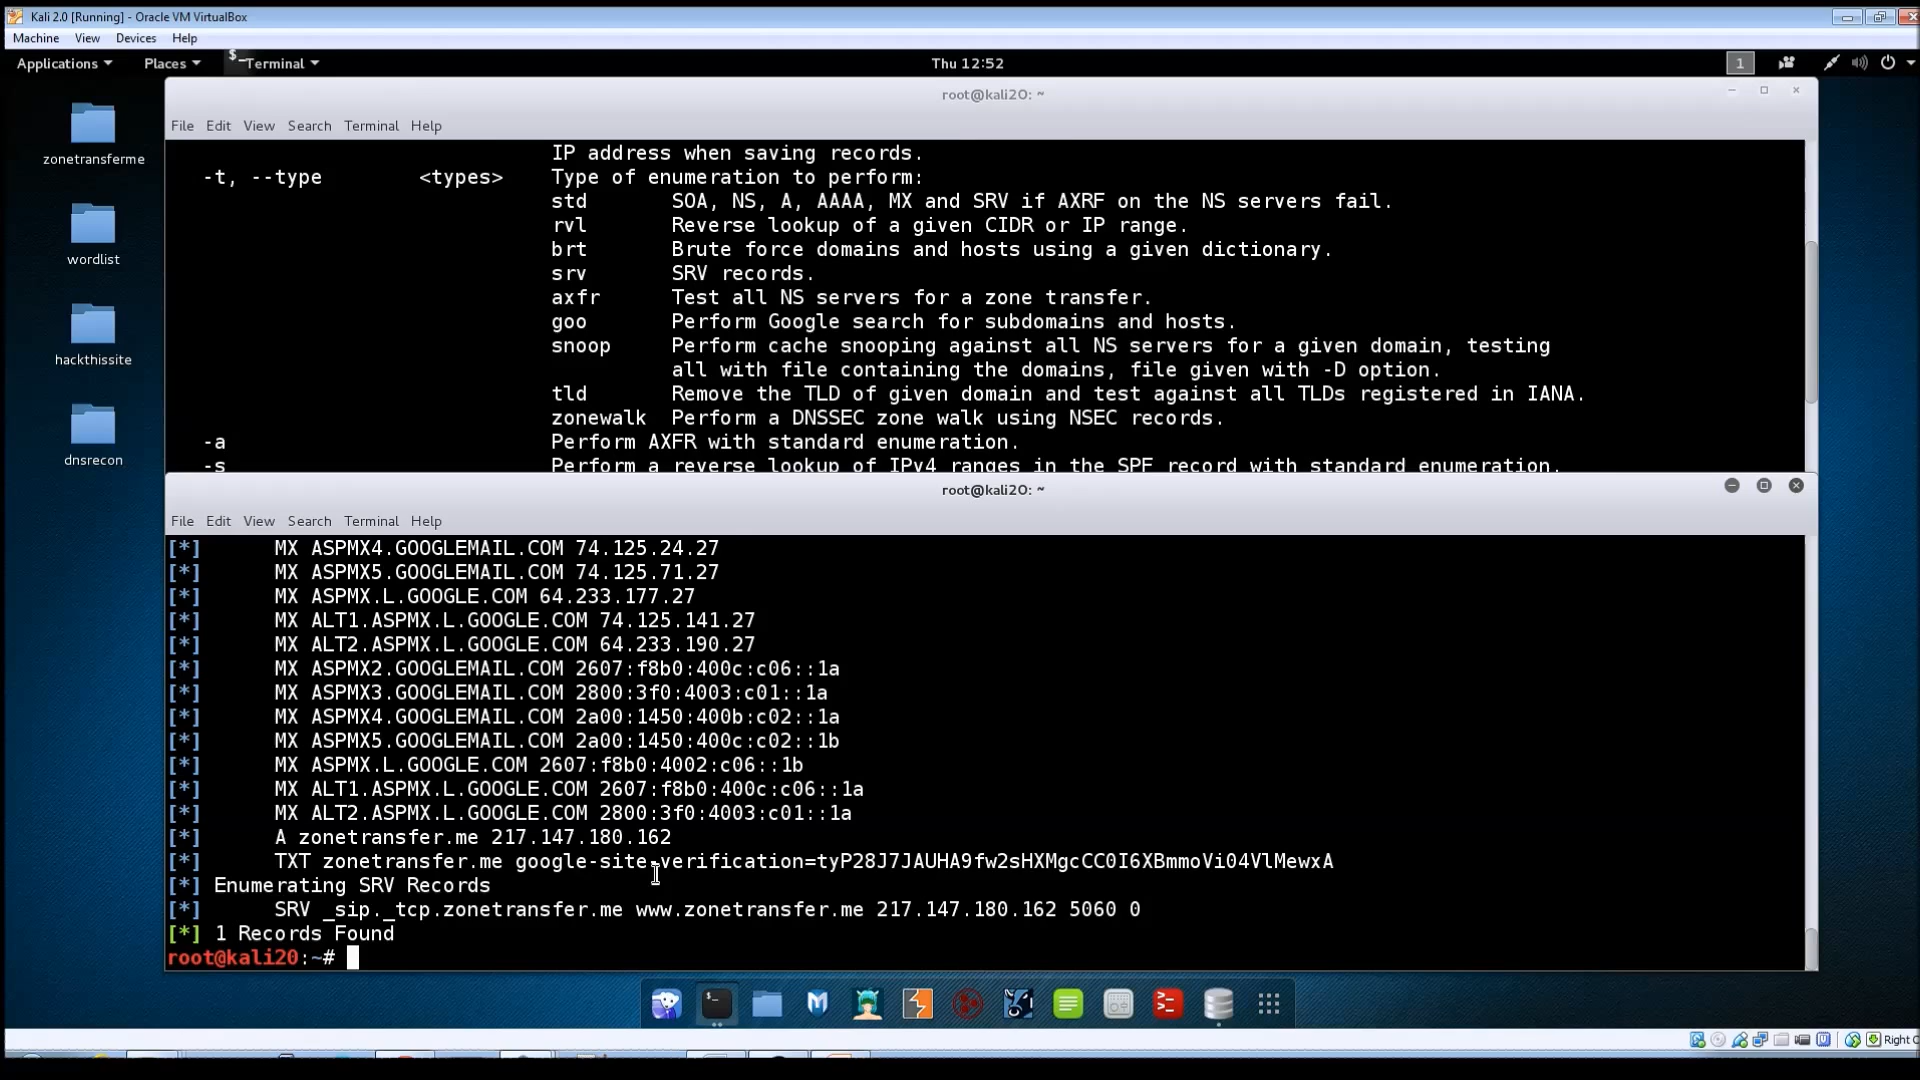 Kali 2.0 [Running] - Oracle VM VirtualBox
Machine View Devices Help
Applications Places Terminal Thu 12:52 1
zonetransferme
wordlist
hackthissite
dnsrecon
root@kali20: ~
File Edit View Search Terminal Help
IP address when saving records.
-t, --type <types> Type of enumeration to perform:
std SOA, NS, A, AAAA, MX and SRV if AXRF on the NS servers fail.
rvl Reverse lookup of a given CIDR or IP range.
brt Brute force domains and hosts using a given dictionary.
srv SRV records.
axfr Test all NS servers for a zone transfer.
goo Perform Google search for subdomains and hosts.
snoop Perform cache snooping against all NS servers for a given domain, testing
all with file containing the domains, file given with -D option.
tld Remove the TLD of given domain and test against all TLDs registered in IANA.
zonewalk Perform a DNSSEC zone walk using NSEC records.
-a Perform AXFR with standard enumeration.
-s Perform a reverse lookup of IPv4 ranges in the SPF record with standard enumeration.
root@kali20: ~
File Edit View Search Terminal Help
[*] MX ASPMX4.GOOGLEMAIL.COM 74.125.24.27
[*] MX ASPMX5.GOOGLEMAIL.COM 74.125.71.27
[*] MX ASPMX.L.GOOGLE.COM 64.233.177.27
[*] MX ALT1.ASPMX.L.GOOGLE.COM 74.125.141.27
[*] MX ALT2.ASPMX.L.GOOGLE.COM 64.233.190.27
[*] MX ASPMX2.GOOGLEMAIL.COM 2607:f8b0:400c:c06::1a
[*] MX ASPMX3.GOOGLEMAIL.COM 2800:3f0:4003:c01::1a
[*] MX ASPMX4.GOOGLEMAIL.COM 2a00:1450:400b:c02::1a
[*] MX ASPMX5.GOOGLEMAIL.COM 2a00:1450:400c:c02::1b
[*] MX ASPMX.L.GOOGLE.COM 2607:f8b0:4002:c06::1b
[*] MX ALT1.ASPMX.L.GOOGLE.COM 2607:f8b0:400c:c06::1a
[*] MX ALT2.ASPMX.L.GOOGLE.COM 2800:3f0:4003:c01::1a
[*] A zonetransfer.me 217.147.180.162
[*] TXT zonetransfer.me google-site-verification=tyP28J7JAUHA9fw2sHXMgcCC0I6XBmmoVi04VlMewxA
[*] Enumerating SRV Records
[*] SRV _sip._tcp.zonetransfer.me www.zonetransfer.me 217.147.180.162 5060 0
[*] 1 Records Found
root@kali20:~#
Right C